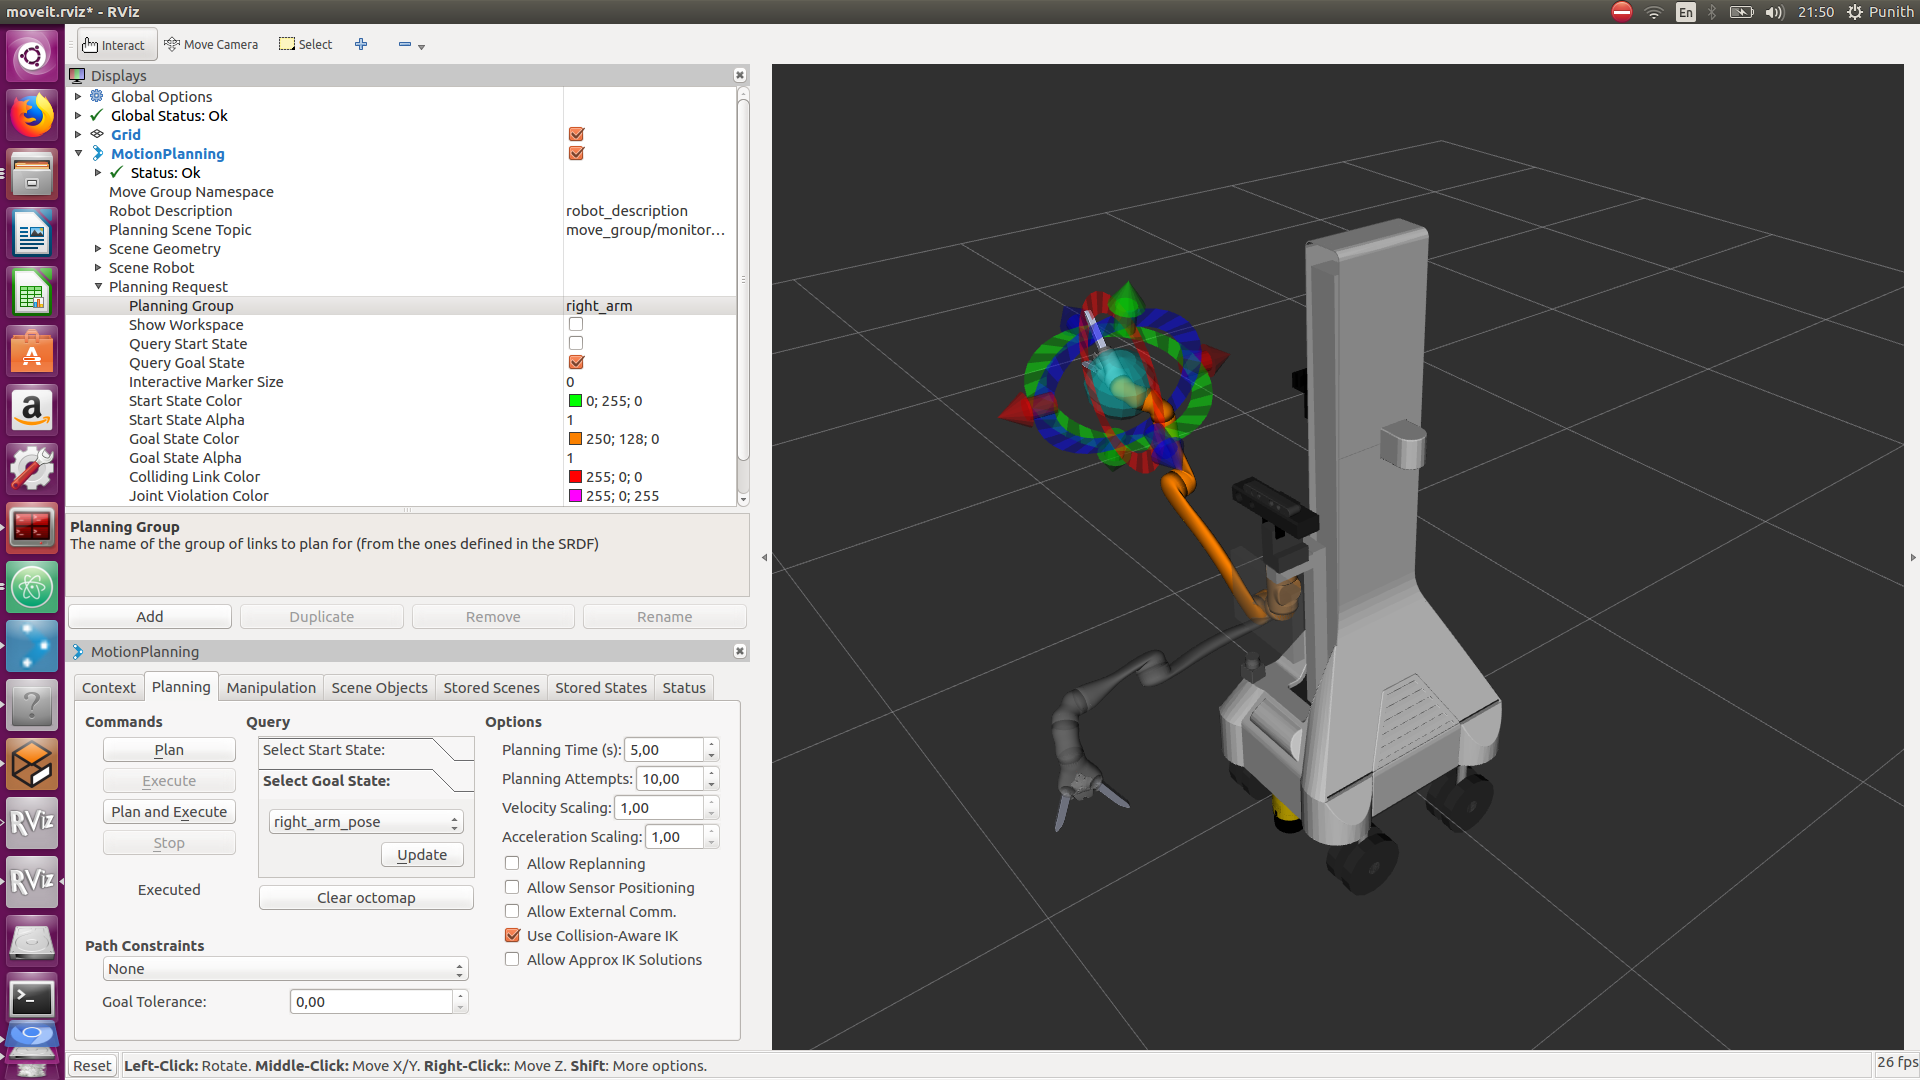 moveit.rviz* - RViz
En
21:50
Punith
Interact
Move Camera
Select
Displays
Global Options
Global Status: Ok
Grid
MotionPlanning
Status: Ok
Move Group Namespace
Robot Description robot_description
Planning Scene Topic move_group/monitor...
Scene Geometry
Scene Robot
Planning Request
Planning Group right_arm
Show Workspace
Query Start State
Query Goal State
Interactive Marker Size 0
Start State Color 0; 255; 0
Start State Alpha 1
Goal State Color 250; 128; 0
Goal State Alpha 1
Colliding Link Color 255; 0; 0
Joint Violation Color 255; 0; 255
Planning Group
The name of the group of links to plan for (from the ones defined in the SRDF)
Add Duplicate Remove Rename
MotionPlanning
Context Planning Manipulation Scene Objects Stored Scenes Stored States Status
Commands
Plan
Execute
Plan and Execute
Stop
Executed
Query
Select Start State:
Select Goal State:
right_arm_pose
Update
Clear octomap
Options
Planning Time (s): 5,00
Planning Attempts: 10,00
Velocity Scaling: 1,00
Acceleration Scaling: 1,00
Allow Replanning
Allow Sensor Positioning
Allow External Comm.
Use Collision-Aware IK
Allow Approx IK Solutions
Path Constraints
None
Goal Tolerance: 0,00
RViz
RViz
Reset
Left-Click: Rotate. Middle-Click: Move X/Y. Right-Click:: Move Z. Shift: More options.
26 fps